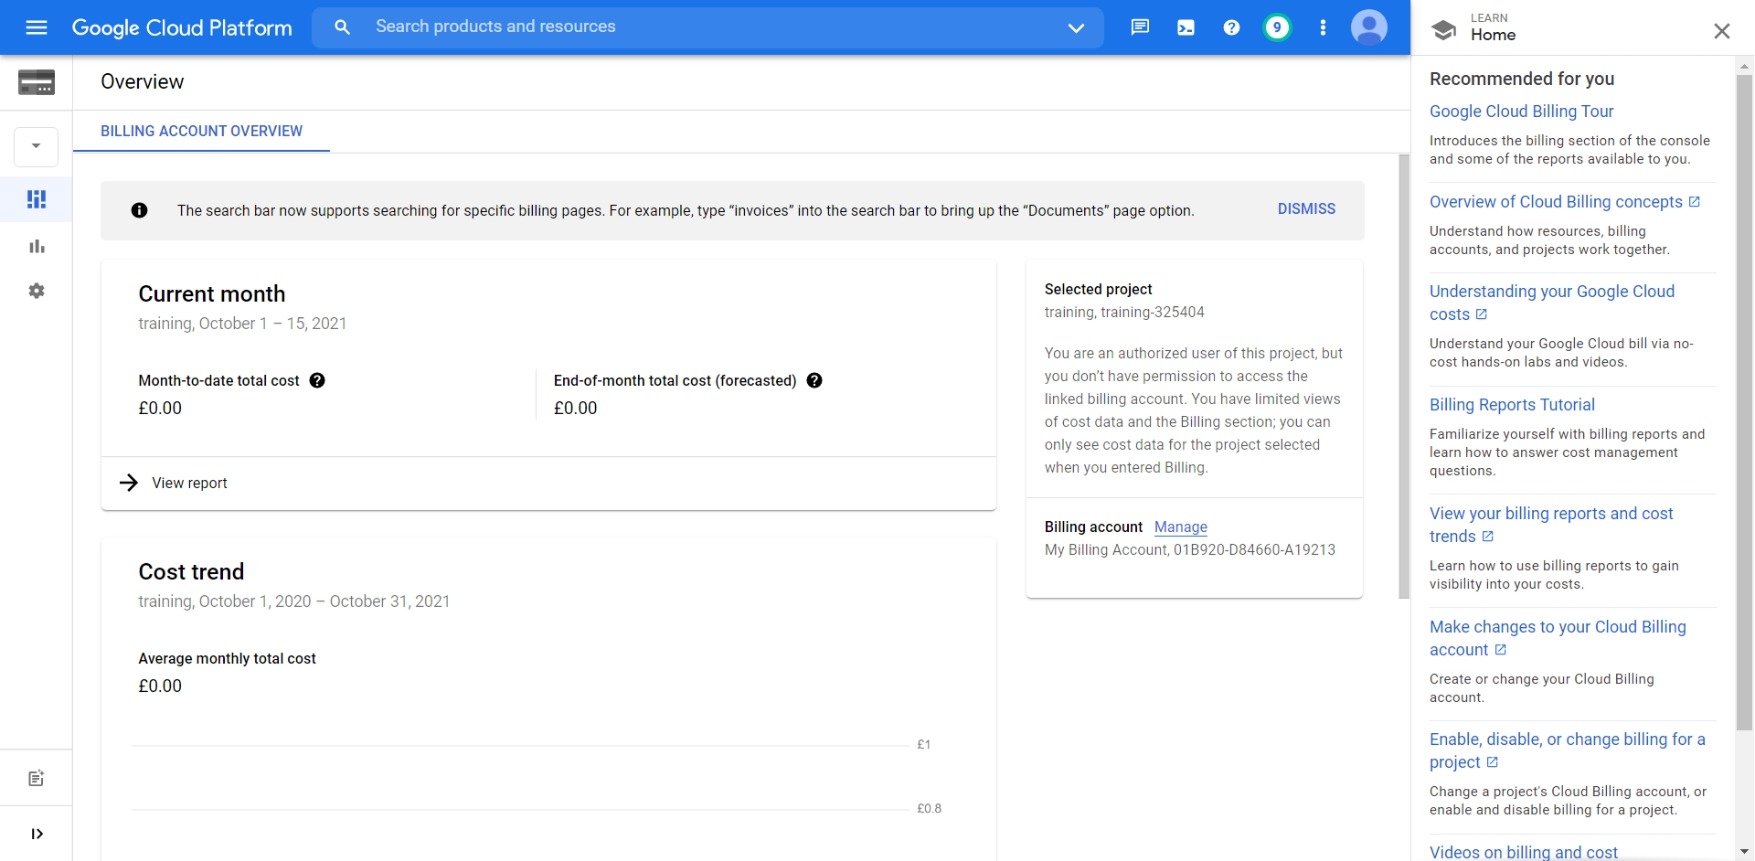 Google Cloud Platform
Search products and resources
9
LEARN
Home
Overview
BILLING ACCOUNT OVERVIEW
The search bar now supports searching for specific billing pages. For example, type “invoices” into the search bar to bring up the “Documents” page option.
DISMISS
Current month
training, October 1 – 15, 2021
Month-to-date total cost
£0.00
End-of-month total cost (forecasted)
£0.00
View report
Cost trend
training, October 1, 2020 – October 31, 2021
Average monthly total cost
£0.00
£1
£0.8
Selected project
training, training-325404
You are an authorized user of this project, but
you don’t have permission to access the
linked billing account. You have limited views
of cost data and the Billing section; you can
only see cost data for the project selected
when you entered Billing.
Billing account Manage
My Billing Account, 01B920-D84660-A19213
Recommended for you
Google Cloud Billing Tour
Introduces the billing section of the console
and some of the reports available to you.
Overview of Cloud Billing concepts
Understand how resources, billing
accounts, and projects work together.
Understanding your Google Cloud
costs
Understand your Google Cloud bill via no-
cost hands-on labs and videos.
Billing Reports Tutorial
Familiarize yourself with billing reports and
learn how to answer cost management
questions.
View your billing reports and cost
trends
Learn how to use billing reports to gain
visibility into your costs.
Make changes to your Cloud Billing
account
Create or change your Cloud Billing
account.
Enable, disable, or change billing for a
project
Change a project's Cloud Billing account, or
enable and disable billing for a project.
Videos on billing and cost